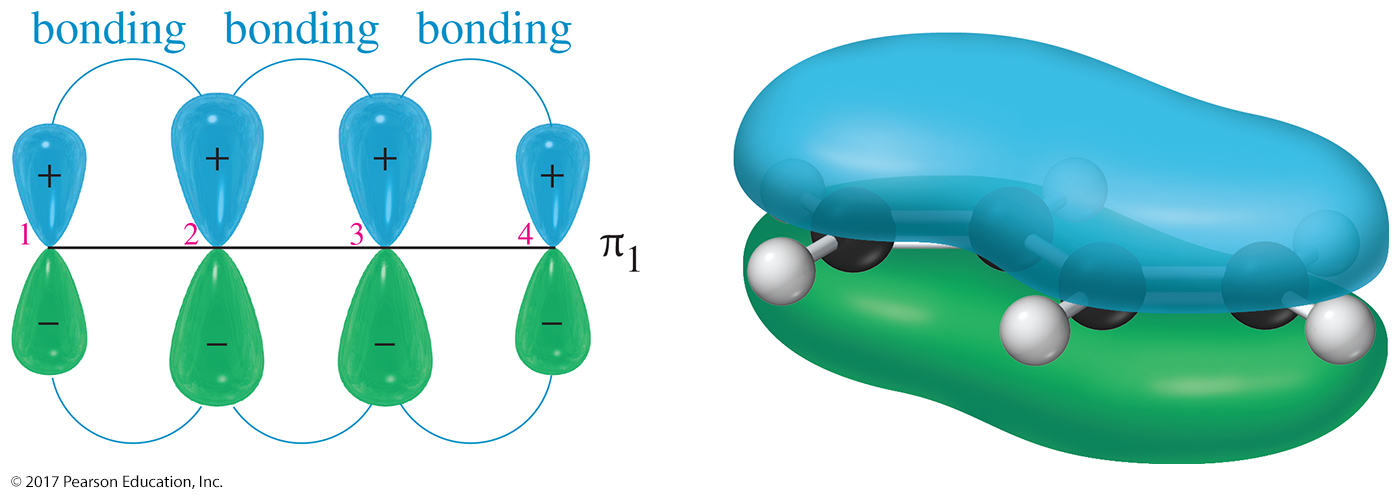 bonding bonding bonding
+ + + +
1 2 3 4 π1
− − − −
© 2017 Pearson Education, Inc.